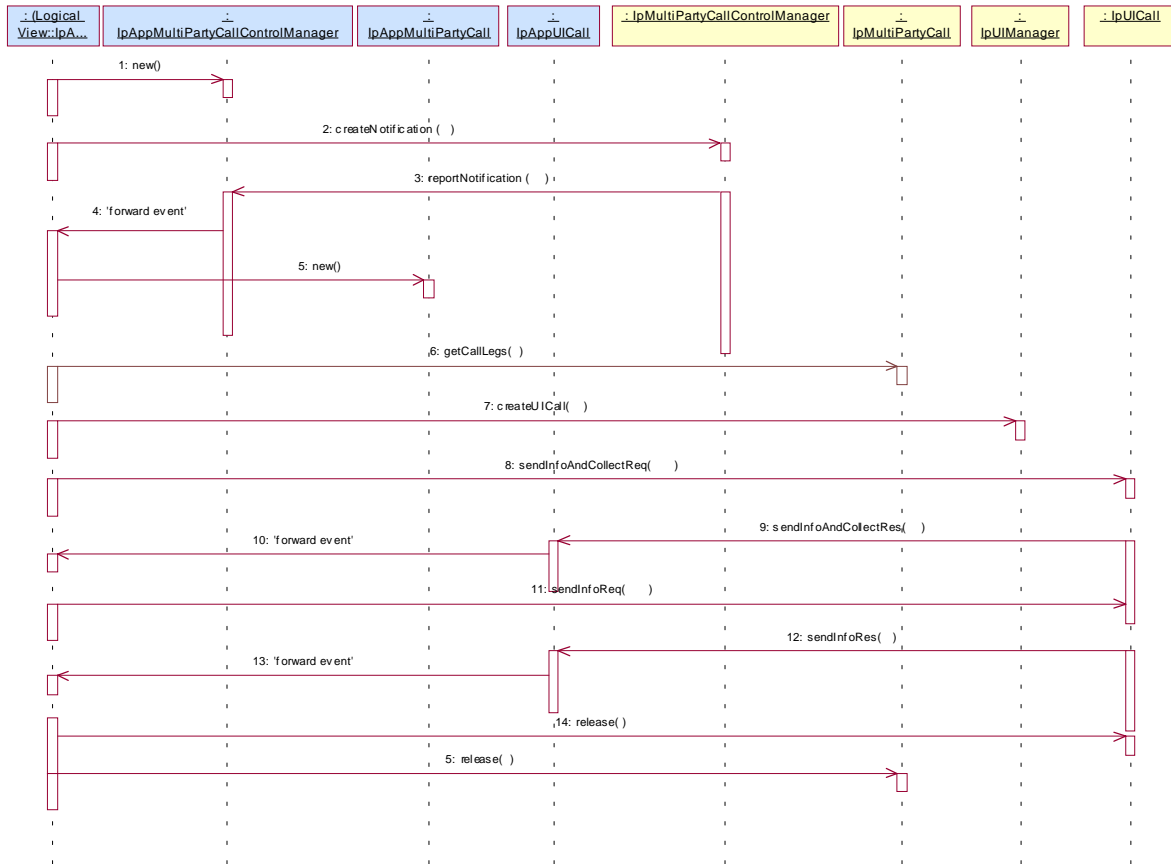 : (Logical
View::IpA...
:
IpAppMultiPartyCallControlManager
:
IpAppMultiPartyCall
:
IpAppUICall
: IpMultiPartyCallControlManager
:
IpMultiPartyCall
:
IpUIManager
: IpUICall
1: new()
2: createNotification( )
3: reportNotification( )
4: 'forward event'
5: new()
6: getCallLegs( )
7: createUICall( )
8: sendInfoAndCollectReq( )
9: sendInfoAndCollectRes( )
10: 'forward event'
11: sendInfoReq( )
12: sendInfoRes( )
13: 'forward event'
14: release( )
5: release( )